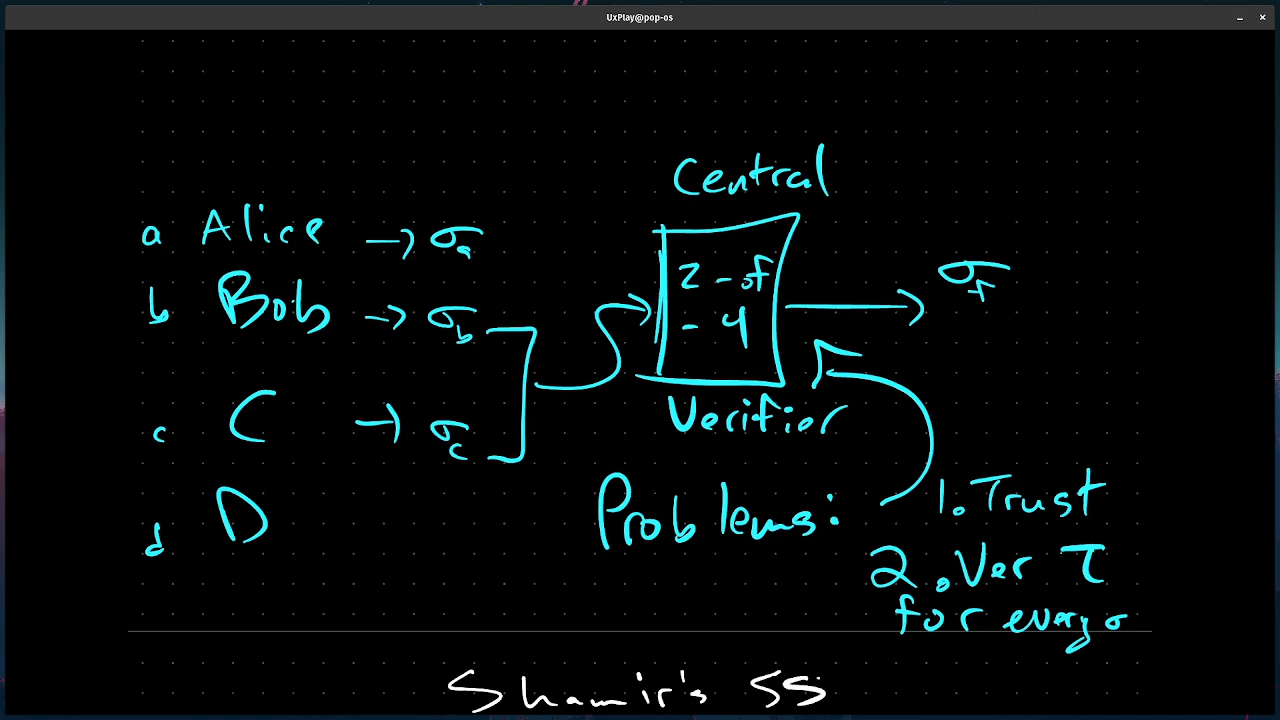 UxPlay@pop-os
Central
a Alice → σa
b Bob → σb
c C → σc
d D
2 - of
- 4
σf
Verifier
Problems:
1. Trust
2. Ver τ
for every σ
Shamir's SS